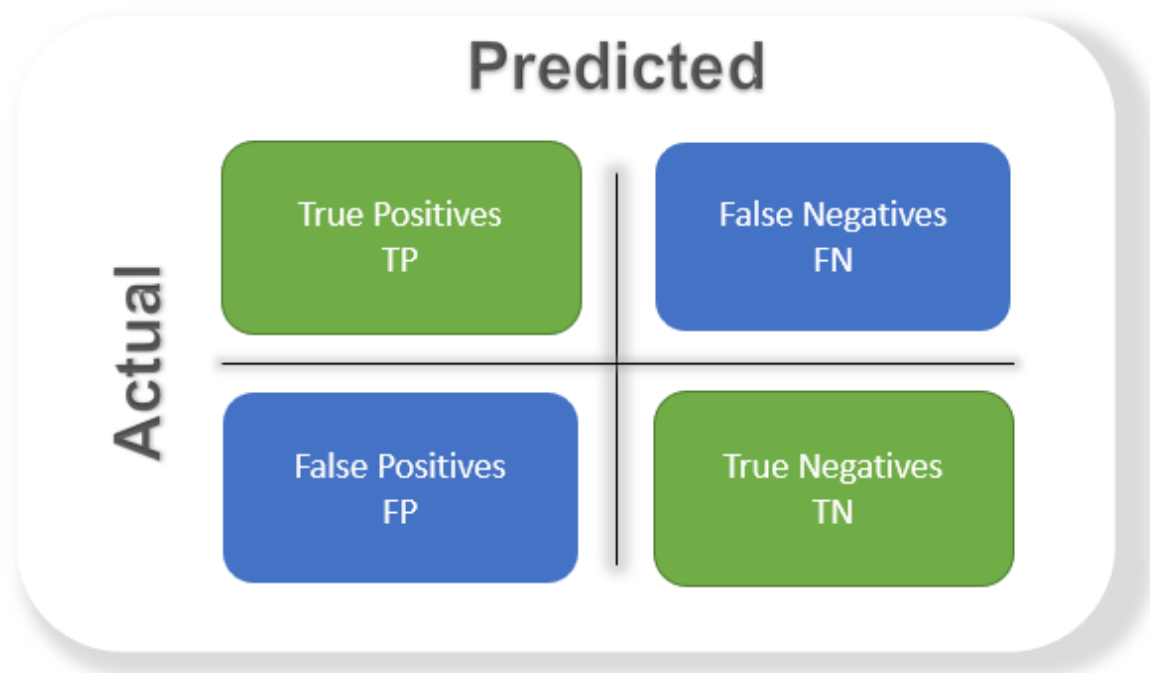 Predicted
Actual
True Positives
TP
False Negatives
FN
False Positives
FP
True Negatives
TN